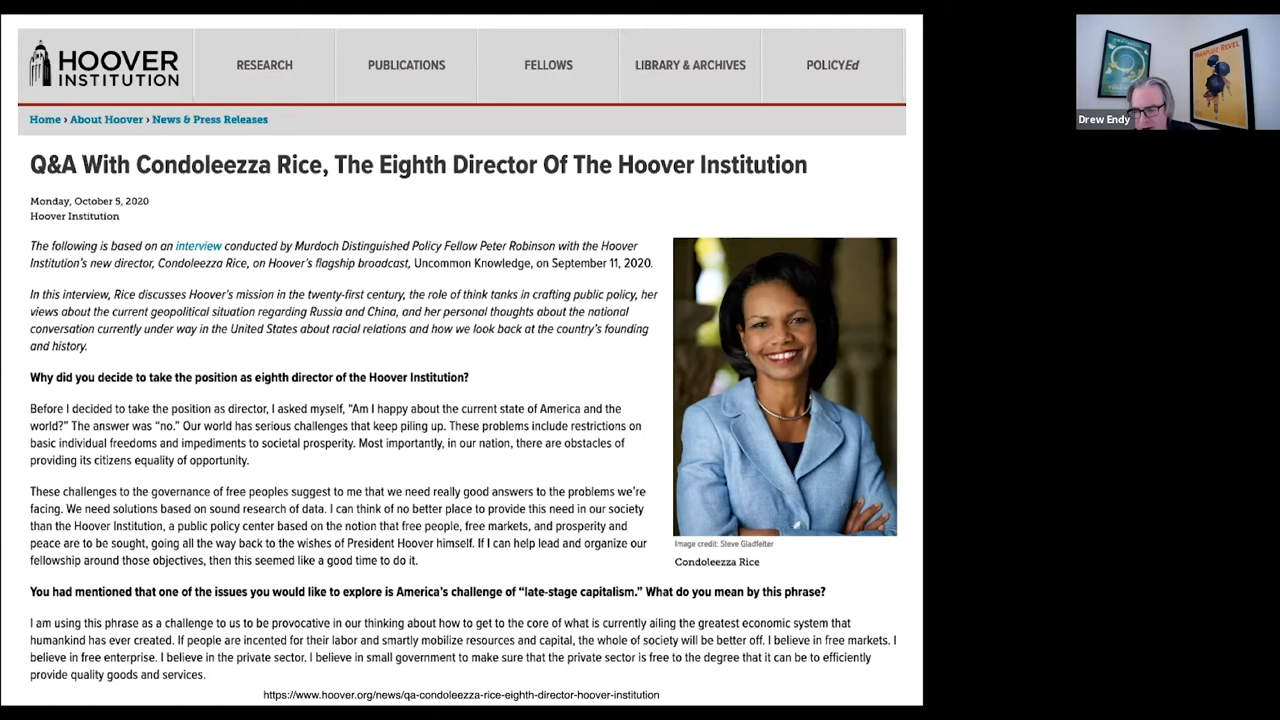 HOOVER
INSTITUTION
RESEARCH
PUBLICATIONS
FELLOWS
LIBRARY & ARCHIVES
POLICYEd
Home › About Hoover › News & Press Releases
Q&A With Condoleezza Rice, The Eighth Director Of The Hoover Institution
Monday, October 5, 2020
Hoover Institution
The following is based on an interview conducted by Murdoch Distinguished Policy Fellow Peter Robinson with the Hoover
Institution's new director, Condoleezza Rice, on Hoover's flagship broadcast, Uncommon Knowledge, on September 11, 2020.
In this interview, Rice discusses Hoover's mission in the twenty-first century, the role of think tanks in crafting public policy, her
views about the current geopolitical situation regarding Russia and China, and her personal thoughts about the national
conversation currently under way in the United States about racial relations and how we look back at the country's founding
and history.
Why did you decide to take the position as eighth director of the Hoover Institution?
Before I decided to take the position as director, I asked myself, “Am I happy about the current state of America and the
world?” The answer was “no.” Our world has serious challenges that keep piling up. These problems include restrictions on
basic individual freedoms and impediments to societal prosperity. Most importantly, in our nation, there are obstacles of
providing its citizens equality of opportunity.
These challenges to the governance of free peoples suggest to me that we need really good answers to the problems we're
facing. We need solutions based on sound research of data. I can think of no better place to provide this need in our society
than the Hoover Institution, a public policy center based on the notion that free people, free markets, and prosperity and
peace are to be sought, going all the way back to the wishes of President Hoover himself. If I can help lead and organize our
fellowship around those objectives, then this seemed like a good time to do it.
Image credit: Steve Gladfelter
Condoleezza Rice
You had mentioned that one of the issues you would like to explore is America's challenge of “late-stage capitalism.” What do you mean by this phrase?
I am using this phrase as a challenge to us to be provocative in our thinking about how to get to the core of what is currently ailing the greatest economic system that
humankind has ever created. If people are incented for their labor and smartly mobilize resources and capital, the whole of society will be better off. I believe in free markets. I
believe in free enterprise. I believe in the private sector. I believe in small government to make sure that the private sector is free to the degree that it can be to efficiently
provide quality goods and services.
https://www.hoover.org/news/qa-condoleezza-rice-eighth-director-hoover-institution
Drew Endy